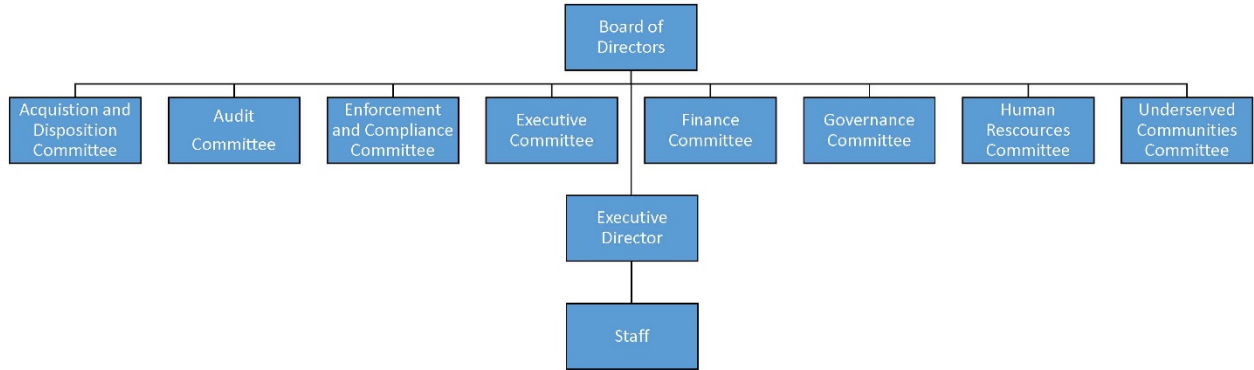 Board of
Directors
Acquistion and
Disposition
Committee
Audit
Committee
Enforcement
and Compliance
Committee
Executive
Committee
Finance
Committee
Governance
Committee
Human
Rescources
Committee
Underserved
Communities
Committee
Executive
Director
Staff